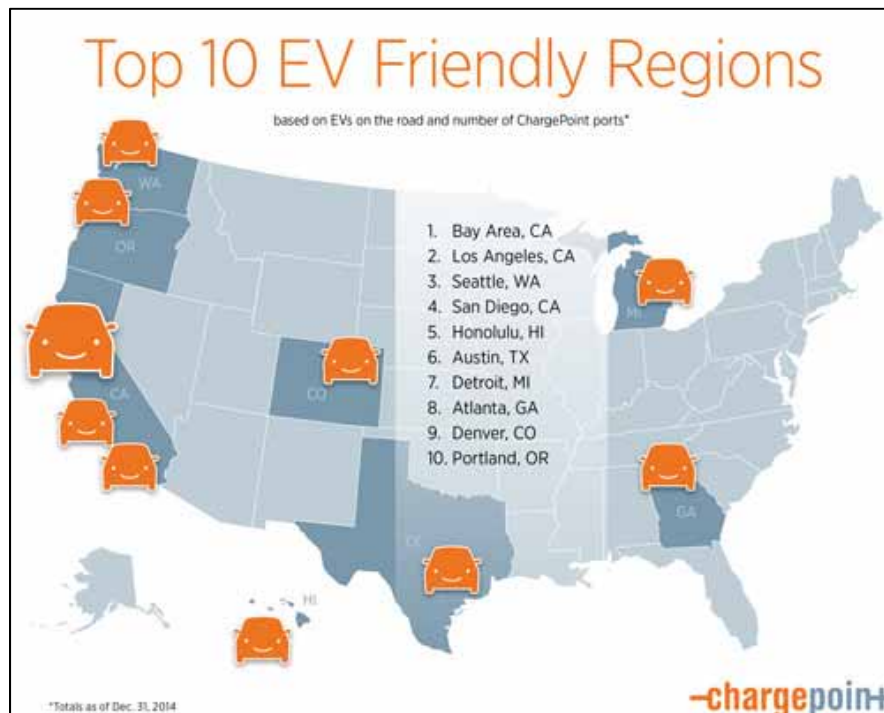 Top 10 EV Friendly Regions
based on EVs on the road and number of ChargePoint ports*
WA
OR
CA
CO
TX
HI
MI
GA
1. Bay Area, CA
2. Los Angeles, CA
3. Seattle, WA
4. San Diego, CA
5. Honolulu, HI
6. Austin, TX
7. Detroit, MI
8. Atlanta, GA
9. Denver, CO
10. Portland, OR
*Totals as of Dec. 31, 2014
-chargepoin+